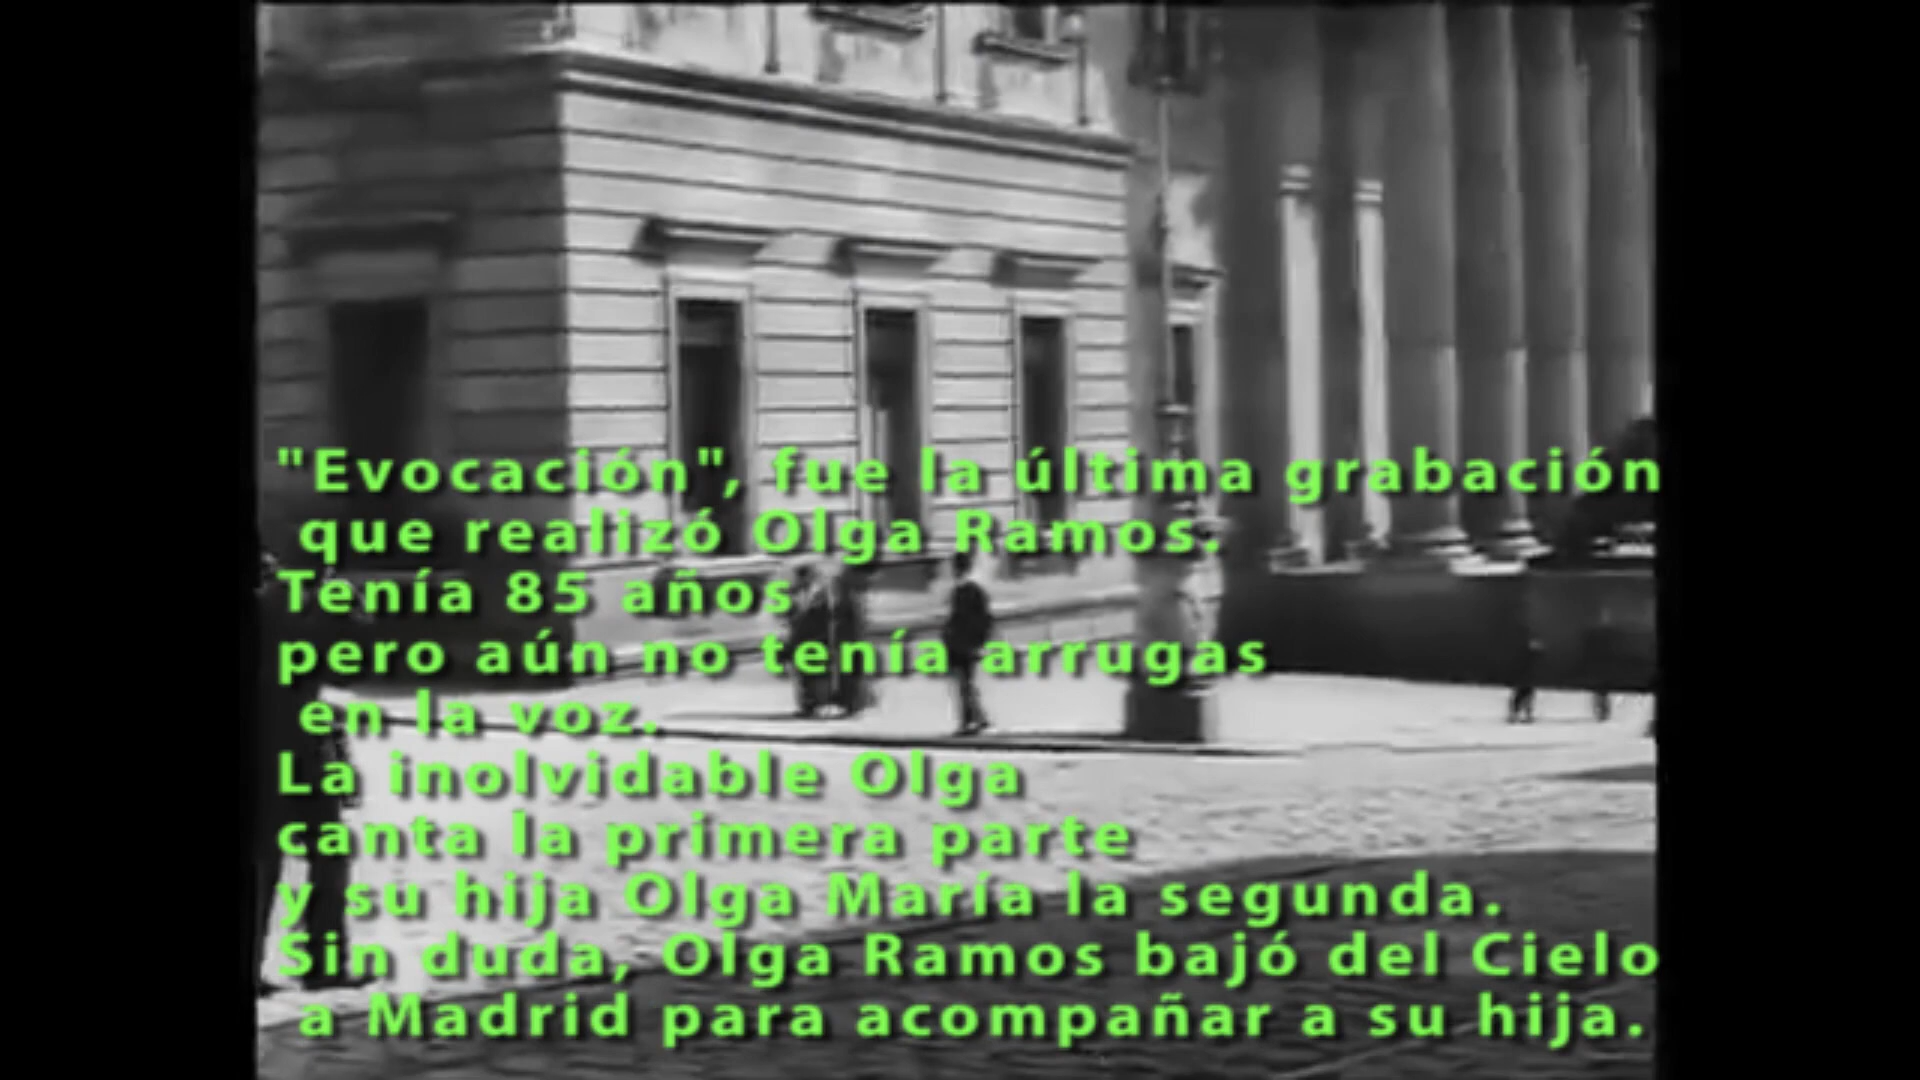 "Evocación", fue la última grabación
que realizó Olga Ramos.
Tenía 85 años
pero aún no tenía arrugas
en la voz.
La inolvidable Olga
canta la primera parte
y su hija Olga María la segunda.
Sin duda, Olga Ramos bajó del Cielo
a Madrid para acompañar a su hija.